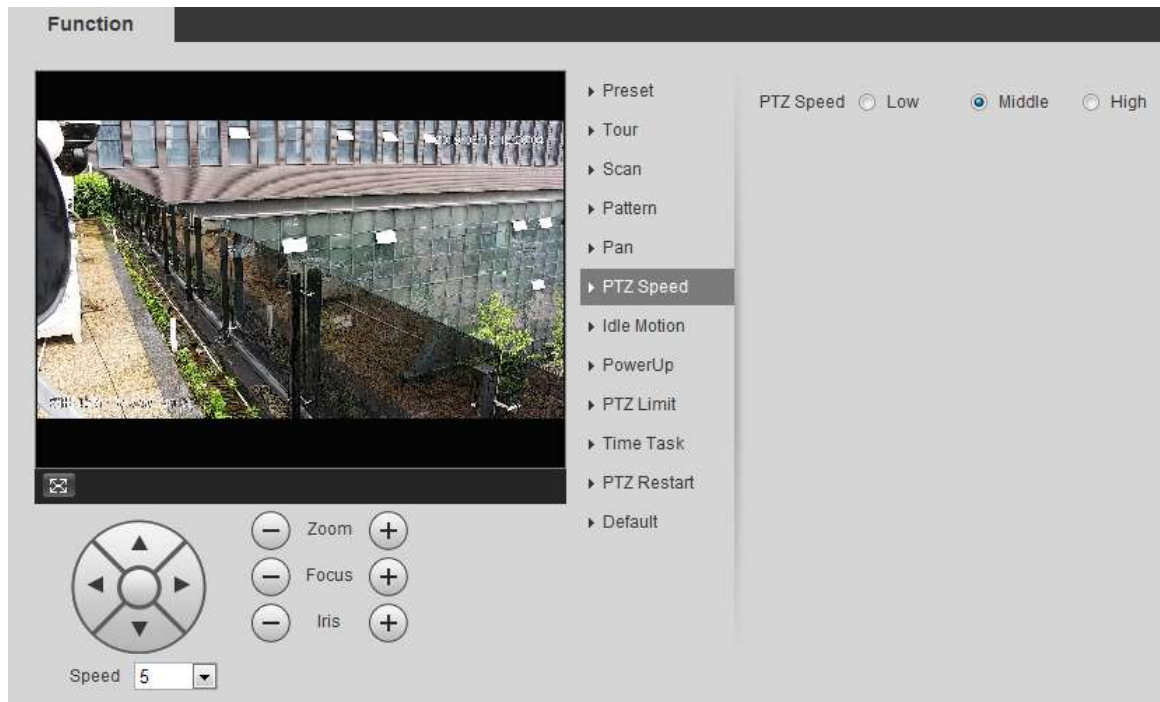 Function
Preset
Tour
Scan
Pattern
Pan
PTZ Speed
Idle Motion
PowerUp
PTZ Limit
Time Task
PTZ Restart
Default
PTZ Speed Low Middle High
Zoom
Focus
Iris
Speed 5